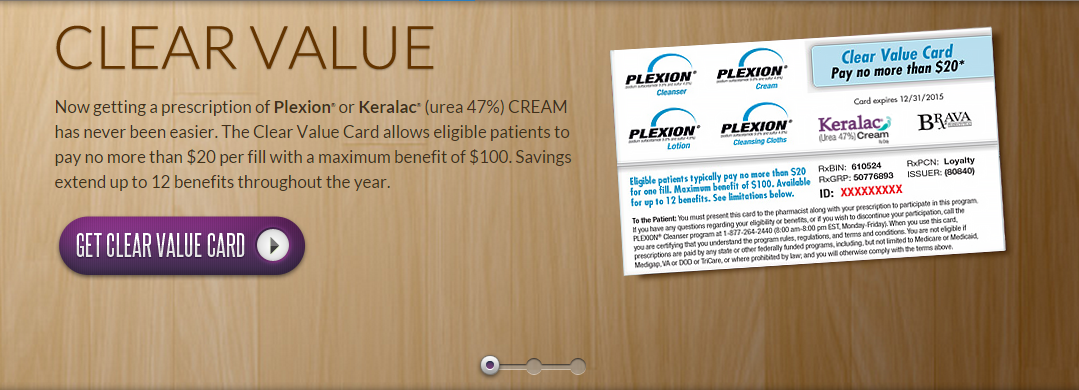 CLEAR VALUE
Now getting a prescription of Plexion® or Keralac® (urea 47%) CREAM
has never been easier. The Clear Value Card allows eligible patients to
pay no more than $20 per fill with a maximum benefit of $100. Savings
extend up to 12 benefits throughout the year.
GET CLEAR VALUE CARD
PLEXION®
Cleanser
PLEXION®
Cream
PLEXION®
Lotion
PLEXION®
Cleansing Cloths
Clear Value Card
Pay no more than $20*
Card expires 12/31/2015
Keralac®
(Urea 47%) Cream
BRAVA
Eligible patients typically pay no more than $20
for one fill. Maximum benefit of $100. Available
for up to 12 benefits. See limitations below.
RxBIN: 610524
RxPCN: Loyalty
RxGRP: 50776893
ISSUER: (80840)
ID: XXXXXXXXX
To the Patient: You must present this card to the pharmacist along with your prescription to participate in this program.
If you have any questions regarding your eligibility or benefits, or if you wish to discontinue your participation, call the
PLEXION® Cleanser program at 1-877-264-2440 (8:00 am–8:00 pm EST, Monday-Friday). When you use this card,
you are certifying that you understand the program rules, regulations, and terms and conditions. You are not eligible if
prescriptions are paid by any state or other federally funded programs, including, but not limited to Medicare or Medicaid,
Medigap, VA or DOD or TriCare, or where prohibited by law; and you will otherwise comply with the terms above.